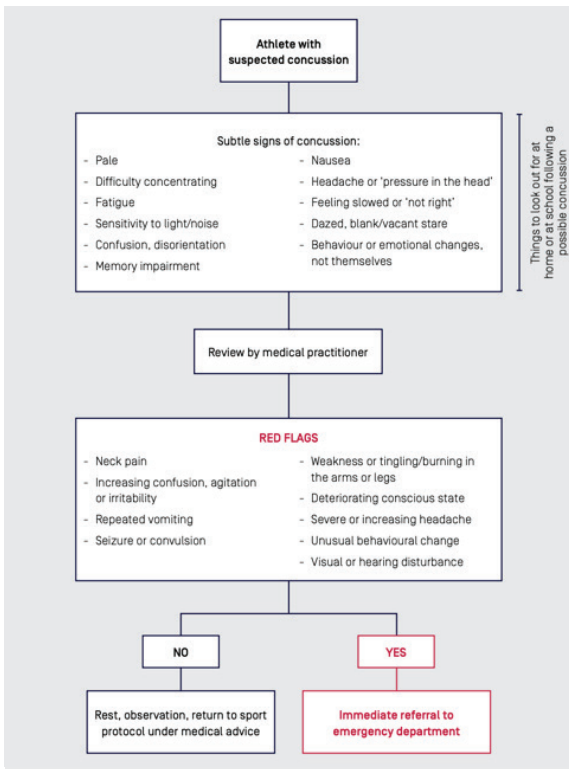 Athlete with
suspected concussion
Subtle signs of concussion:
- Pale
- Difficulty concentrating
- Fatigue
- Sensitivity to light/noise
- Confusion, disorientation
- Memory impairment
- Nausea
- Headache or ‘pressure in the head’
- Feeling slowed or ‘not right’
- Dazed, blank/vacant stare
- Behaviour or emotional changes,
not themselves
Things to look out for at
home or at school following a
possible concussion
Review by medical practitioner
RED FLAGS
- Neck pain
- Increasing confusion, agitation
or irritability
- Repeated vomiting
- Seizure or convulsion
- Weakness or tingling/burning in
the arms or legs
- Deteriorating conscious state
- Severe or increasing headache
- Unusual behavioural change
- Visual or hearing disturbance
NO
YES
Rest, observation, return to sport
protocol under medical advice
Immediate referral to
emergency department